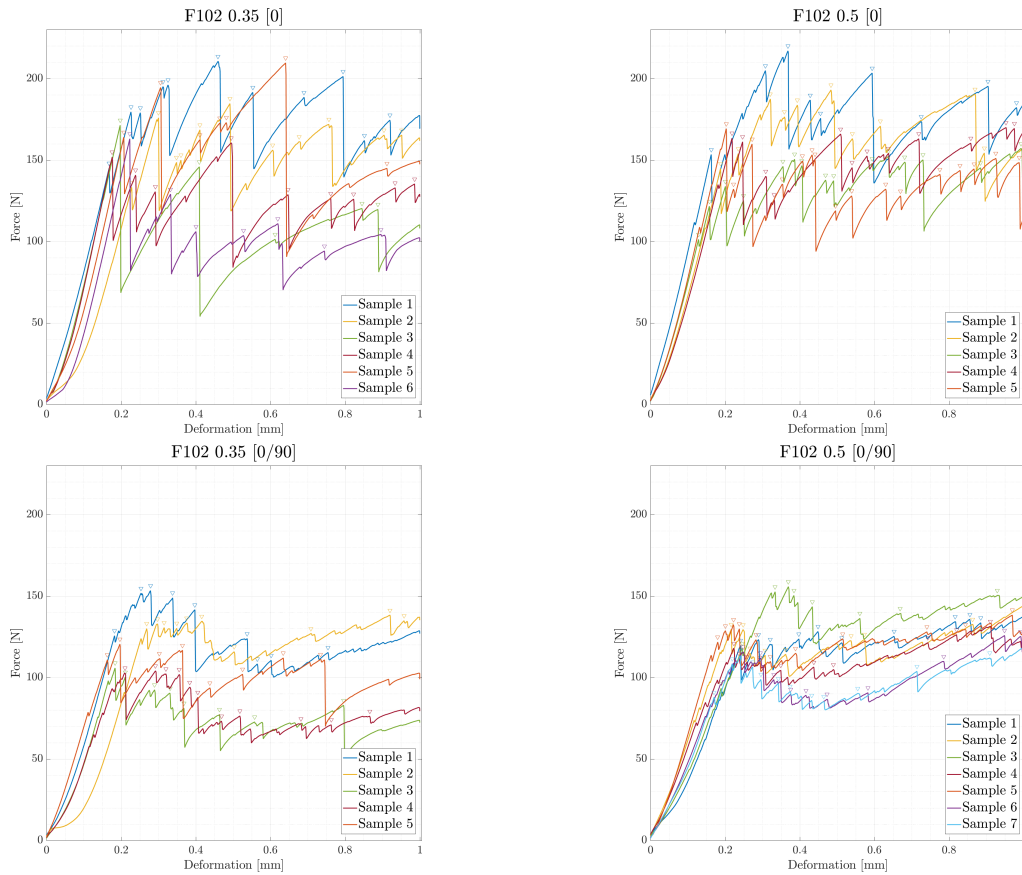 F102 0.35 [0]
Force [N]
200
150
100
50
0
0 0.2 0.4 0.6 0.8 1
Deformation [mm]
Sample 1
Sample 2
Sample 3
Sample 4
Sample 5
Sample 6
F102 0.5 [0]
Force [N]
200
150
100
50
0
0 0.2 0.4 0.6 0.8
Deformation [mm]
Sample 1
Sample 2
Sample 3
Sample 4
Sample 5
F102 0.35 [0/90]
Force [N]
200
150
100
50
0
0 0.2 0.4 0.6 0.8 1
Deformation [mm]
Sample 1
Sample 2
Sample 3
Sample 4
Sample 5
F102 0.5 [0/90]
Force [N]
200
150
100
50
0
0 0.2 0.4 0.6 0.8
Deformation [mm]
Sample 1
Sample 2
Sample 3
Sample 4
Sample 5
Sample 6
Sample 7